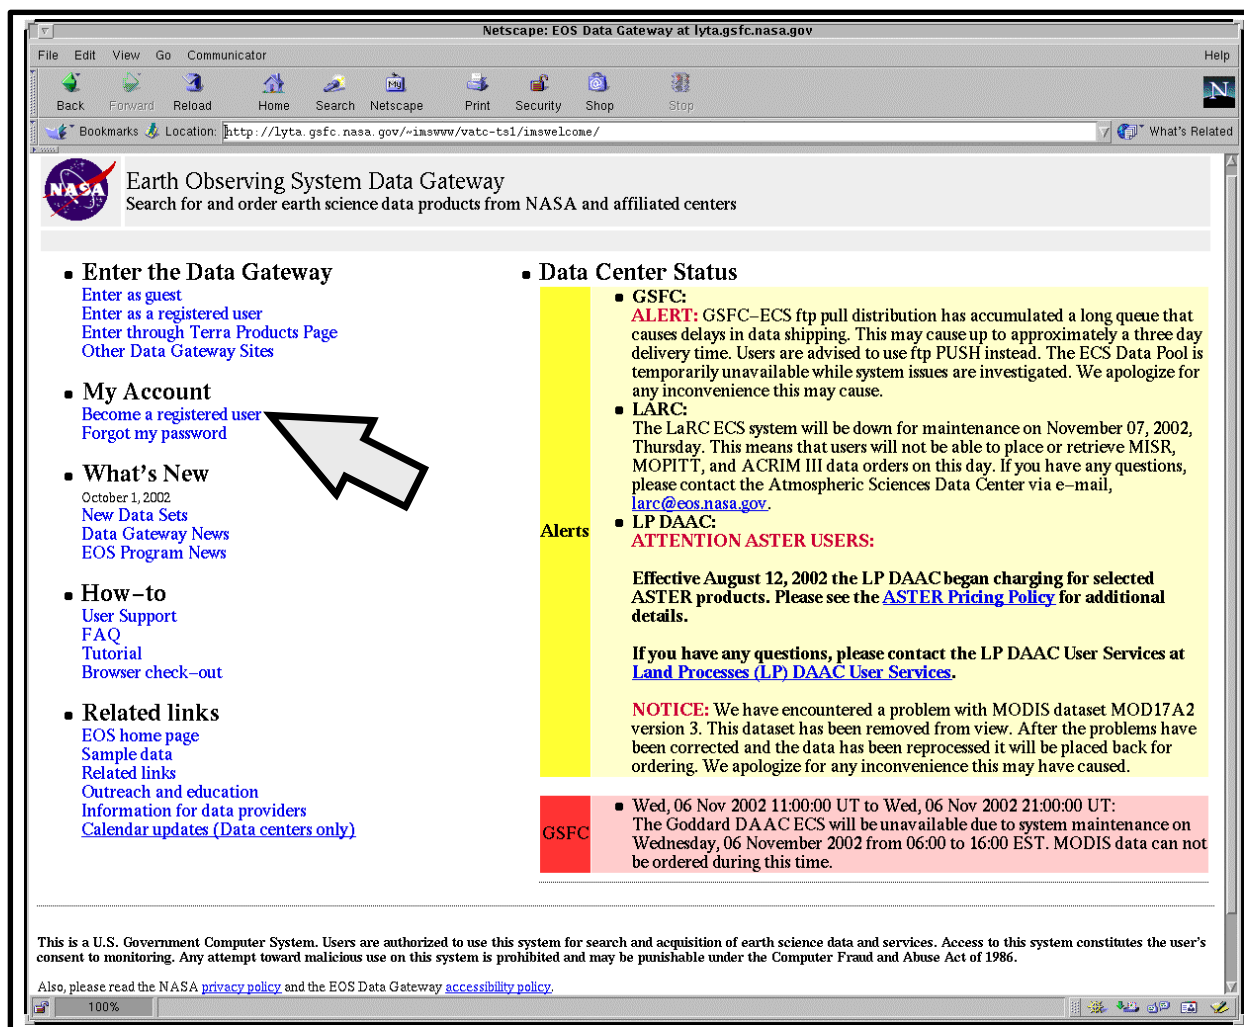 Netscape: EOS Data Gateway at lyta.gsfc.nasa.gov
File Edit View Go Communicator Help
Back Forward Reload Home Search Netscape Print Security Shop Stop
My
N
Bookmarks Location: http://lyta.gsfc.nasa.gov/~imswww/vatc-ts1/imswelcome/ What's Related
NASA
Earth Observing System Data Gateway
Search for and order earth science data products from NASA and affiliated centers
Enter the Data Gateway
Enter as guest
Enter as a registered user
Enter through Terra Products Page
Other Data Gateway Sites
My Account
Become a registered user
Forgot my password
What's New
October 1, 2002
New Data Sets
Data Gateway News
EOS Program News
How-to
User Support
FAQ
Tutorial
Browser check-out
Related links
EOS home page
Sample data
Related links
Outreach and education
Information for data providers
Calendar updates (Data centers only)
Data Center Status
Alerts
GSFC:
ALERT: GSFC-ECS ftp pull distribution has accumulated a long queue that
causes delays in data shipping. This may cause up to approximately a three day
delivery time. Users are advised to use ftp PUSH instead. The ECS Data Pool is
temporarily unavailable while system issues are investigated. We apologize for
any inconvenience this may cause.
LARC:
The LaRC ECS system will be down for maintenance on November 07, 2002,
Thursday. This means that users will not be able to place or retrieve MISR,
MOPITT, and ACRIM III data orders on this day. If you have any questions,
please contact the Atmospheric Sciences Data Center via e-mail,
larc@eos.nasa.gov.
LP DAAC:
ATTENTION ASTER USERS:
Effective August 12, 2002 the LP DAAC began charging for selected
ASTER products. Please see the ASTER Pricing Policy for additional
details.
If you have any questions, please contact the LP DAAC User Services at
Land Processes (LP) DAAC User Services.
NOTICE: We have encountered a problem with MODIS dataset MOD17A2
version 3. This dataset has been removed from view. After the problems have
been corrected and the data has been reprocessed it will be placed back for
ordering. We apologize for any inconvenience this may have caused.
GSFC
Wed, 06 Nov 2002 11:00:00 UT to Wed, 06 Nov 2002 21:00:00 UT:
The Goddard DAAC ECS will be unavailable due to system maintenance on
Wednesday, 06 November 2002 from 06:00 to 16:00 EST. MODIS data can not
be ordered during this time.
This is a U.S. Government Computer System. Users are authorized to use this system for search and acquisition of earth science data and services. Access to this system constitutes the user's
consent to monitoring. Any attempt toward malicious use on this system is prohibited and may be punishable under the Computer Fraud and Abuse Act of 1986.
Also, please read the NASA privacy policy and the EOS Data Gateway accessibility policy.
100%